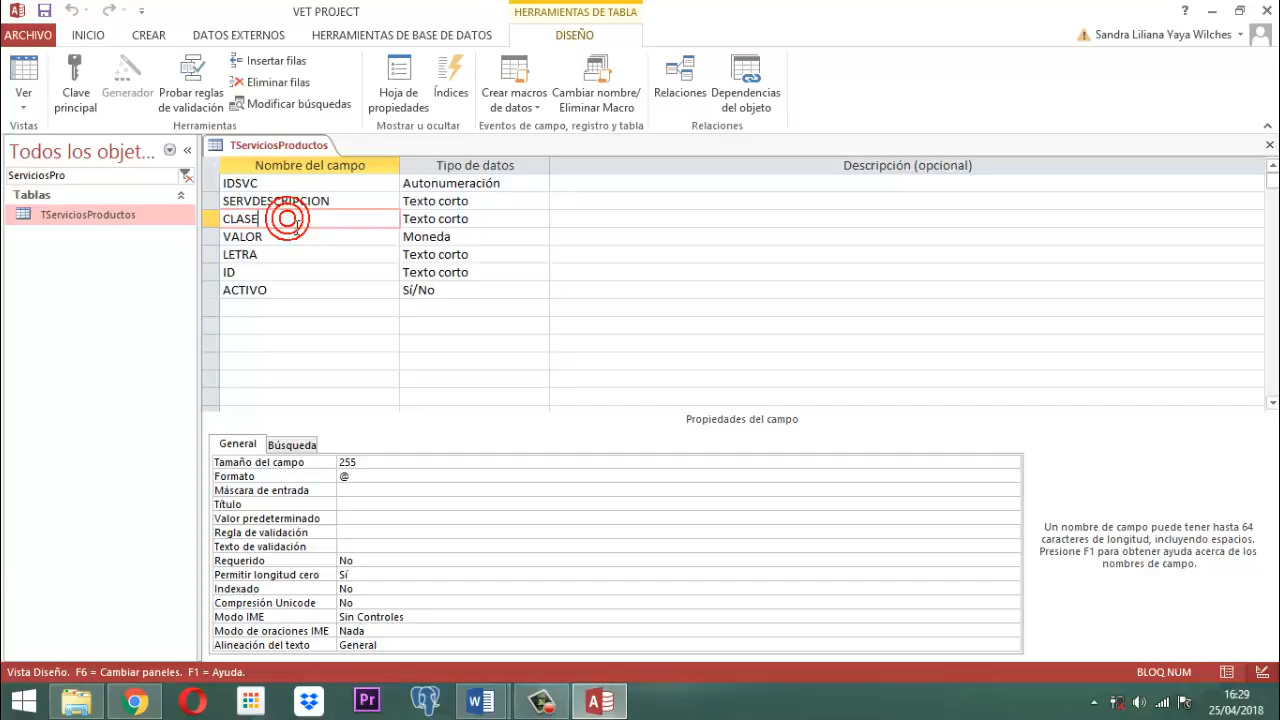 VET PROJECT
HERRAMIENTAS DE TABLA
?
ARCHIVO INICIO CREAR DATOS EXTERNOS HERRAMIENTAS DE BASE DE DATOS DISEÑO Sandra Liliana Yaya Wilches
Ver
Clave principal
Generador
Probar reglas de validación
Insertar filas
Eliminar filas
Modificar búsquedas
Hoja de propiedades
Índices
Crear macros de datos
Cambiar nombre/ Eliminar Macro
Relaciones
Dependencias del objeto
Vistas Herramientas Mostrar u ocultar Eventos de campo, registro y tabla Relaciones
Todos los objet... «
ServiciosPro
Tablas
TServiciosProductos
TServiciosProductos
Nombre del campo Tipo de datos Descripción (opcional)
IDSVC Autonumeración
SERVDESCRIPCION Texto corto
CLASE Texto corto
VALOR Moneda
LETRA Texto corto
ID Texto corto
ACTIVO Sí/No
Propiedades del campo
General Búsqueda
Tamaño del campo 255
Formato @
Máscara de entrada
Título
Valor predeterminado
Regla de validación
Texto de validación
Requerido No
Permitir longitud cero Sí
Indexado No
Compresión Unicode No
Modo IME Sin Controles
Modo de oraciones IME Nada
Alineación del texto General
Un nombre de campo puede tener hasta 64
caracteres de longitud, incluyendo espacios.
Presione F1 para obtener ayuda acerca de los
nombres de campo.
Vista Diseño. F6 = Cambiar paneles. F1 = Ayuda. BLOQ NUM
Pr
16:29
25/04/2018